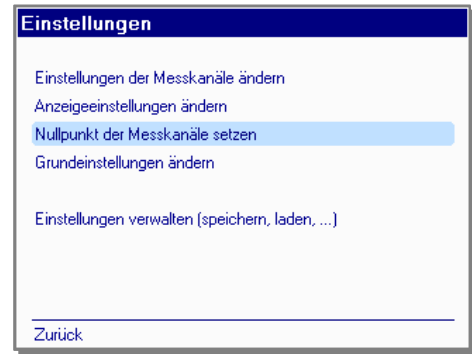 Einstellungen
Einstellungen der Messkanäle ändern
Anzeigeeinstellungen ändern
Nullpunkt der Messkanäle setzen
Grundeinstellungen ändern
Einstellungen verwalten (speichern, laden, ...)
Zurück